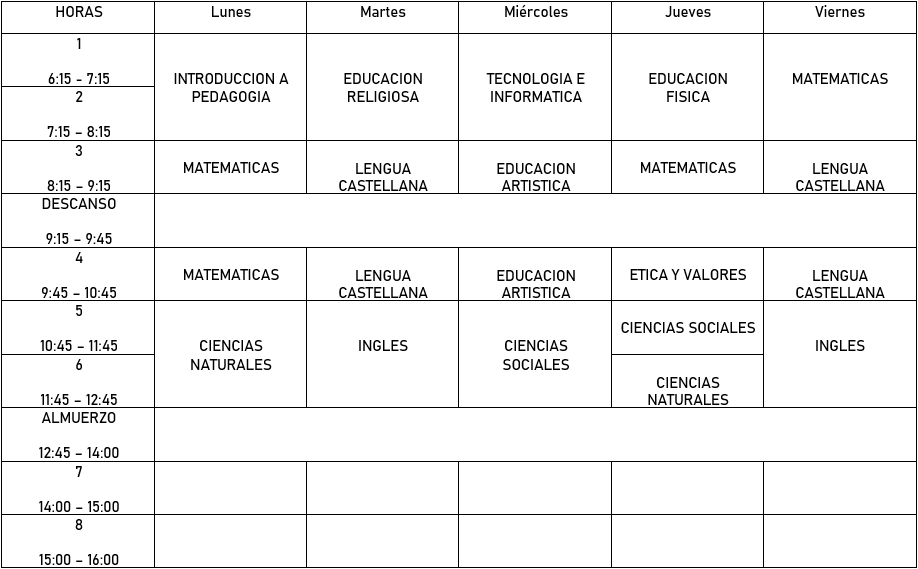 HORAS Lunes Martes Miércoles Jueves Viernes
1
6:15 – 7:15 INTRODUCCION A EDUCACION TECNOLOGIA E EDUCACION MATEMATICAS
2 PEDAGOGIA RELIGIOSA INFORMATICA FISICA
7:15 – 8:15
3
MATEMATICAS LENGUA EDUCACION MATEMATICAS LENGUA
8:15 – 9:15 CASTELLANA ARTISTICA CASTELLANA
DESCANSO
9:15 – 9:45
4
MATEMATICAS LENGUA EDUCACION ETICA Y VALORES LENGUA
9:45 – 10:45 CASTELLANA ARTISTICA CASTELLANA
5
CIENCIAS SOCIALES
10:45 – 11:45 CIENCIAS INGLES CIENCIAS INGLES
6 NATURALES SOCIALES
CIENCIAS
11:45 – 12:45 NATURALES
ALMUERZO
12:45 – 14:00
7
14:00 – 15:00
8
15:00 – 16:00